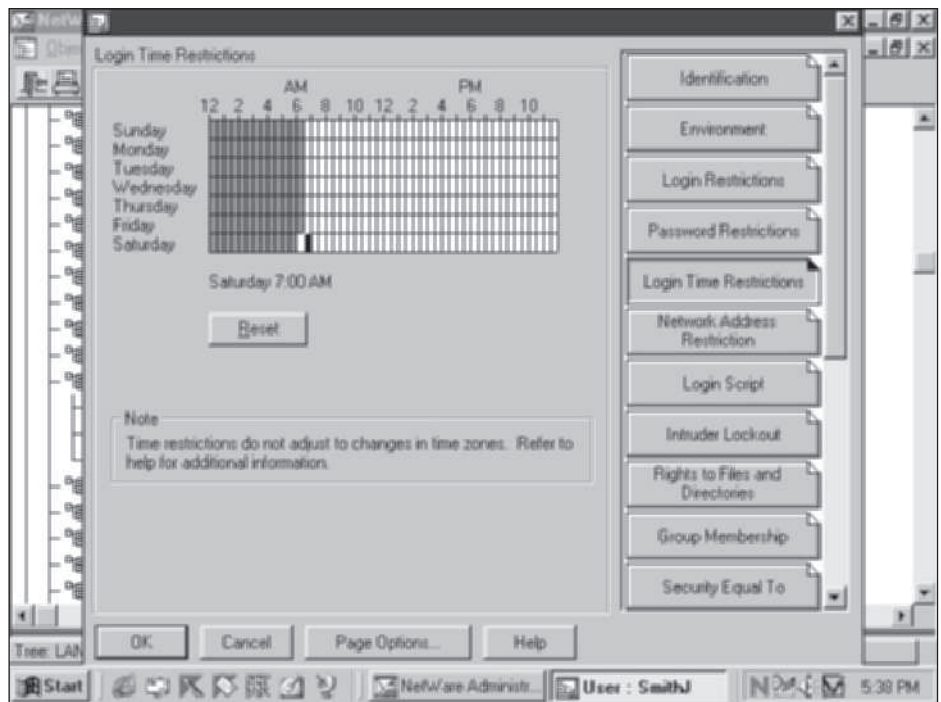 NetW
Obje
Login Time Restrictions
AM PM
12 2 4 6 8 10 12 2 4 6 8 10
Sunday
Monday
Tuesday
Wednesday
Thursday
Friday
Saturday
Saturday 7:00 AM
Reset
Note
Time restrictions do not adjust to changes in time zones. Refer to
help for additional information.
OK
Cancel
Page Options...
Help
Identification
Environment
Login Restrictions
Password Restrictions
Login Time Restrictions
Network Address
Restriction
Login Script
Intruder Lockout
Rights to Files and
Directories
Group Membership
Security Equal To
Tree: LAN
Start
NetWare Administr...
User : SmithJ
5:38 PM